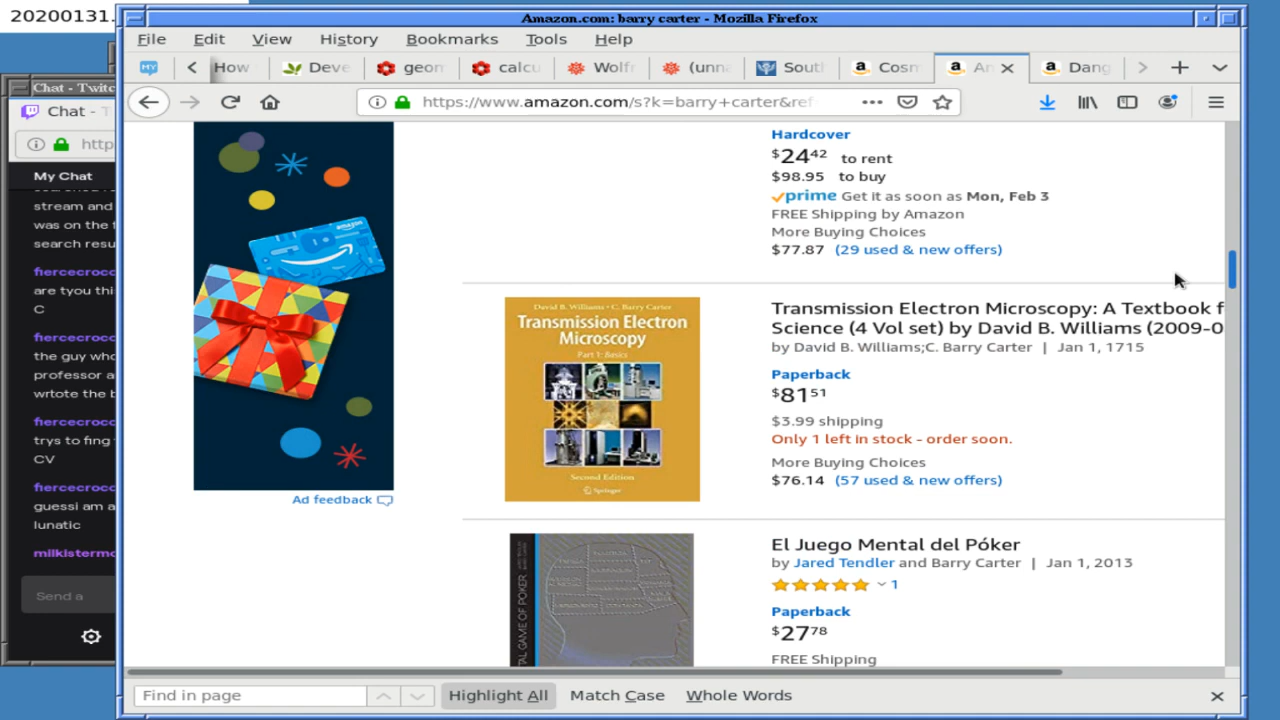 20200131.
Amazon.com: barry carter - Mozilla Firefox
File Edit View History Bookmarks Tools Help
How Deve geon calcu Wolfr (unna Sout Cosn An Dang
https://www.amazon.com/s?k=barry+carter&ref
Chat - Twitc
Chat - T
http
My Chat
stream and
was on the f
search resu
fiercecroco
are tyou thi
C
fiercecroco
the guy who
professor a
wrtote the b
fiercecroco
trys to fing
CV
fiercecroco
guessi am a
lunatic
milkistermo
Send a
amazon
Ad feedback
Hardcover
$24 42 to rent
$98.95 to buy
prime Get it as soon as Mon, Feb 3
FREE Shipping by Amazon
More Buying Choices
$77.87 (29 used & new offers)
David B. Williams • C. Barry Carter
Transmission Electron
Microscopy
Part 1: Basics
Second Edition
Springer
Transmission Electron Microscopy: A Textbook f
Science (4 Vol set) by David B. Williams (2009-0
by David B. Williams;C. Barry Carter | Jan 1, 1715
Paperback
$81 51
$3.99 shipping
Only 1 left in stock - order soon.
More Buying Choices
$76.14 (57 used & new offers)
TAL GAME OF POKER
El Juego Mental del Póker
by Jared Tendler and Barry Carter | Jan 1, 2013
1
Paperback
$27 78
FREE Shipping
Find in page Highlight All Match Case Whole Words